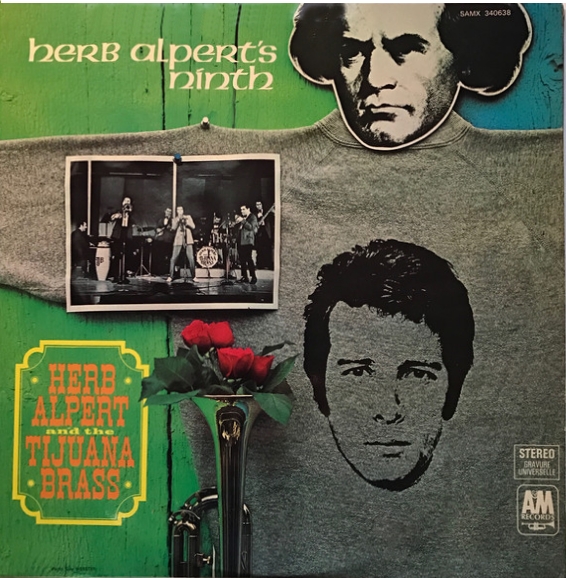 SAMX 340638
herb alpert's
ninth
HERB
ALPERT
and the
TIJUANA
BRASS
STEREO
GRAVURE
UNIVERSELLE
A&M
RECORDS